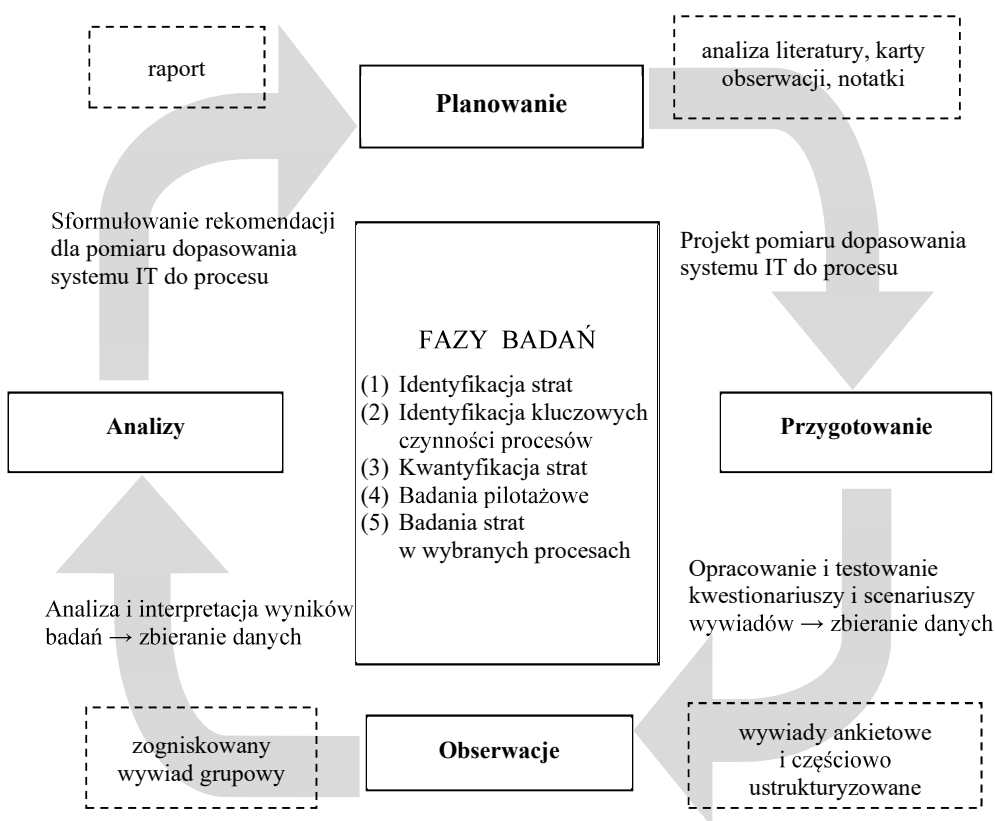 raport
Planowanie
analiza literatury, karty
obserwacji, notatki
Sformułowanie rekomendacji
dla pomiaru dopasowania
systemu IT do procesu
Projekt pomiaru dopasowania
systemu IT do procesu
FAZY BADAŃ
(1) Identyfikacja strat
(2) Identyfikacja kluczowych
czynności procesów
(3) Kwantyfikacja strat
(4) Badania pilotażowe
(5) Badania strat
w wybranych procesach
Analizy
Przygotowanie
Analiza i interpretacja wyników
badań → zbieranie danych
Opracowanie i testowanie
kwestionariuszy i scenariuszy
wywiadów → zbieranie danych
zogniskowany
wywiad grupowy
Obserwacje
wywiady ankietowe
i częściowo
ustrukturyzowane